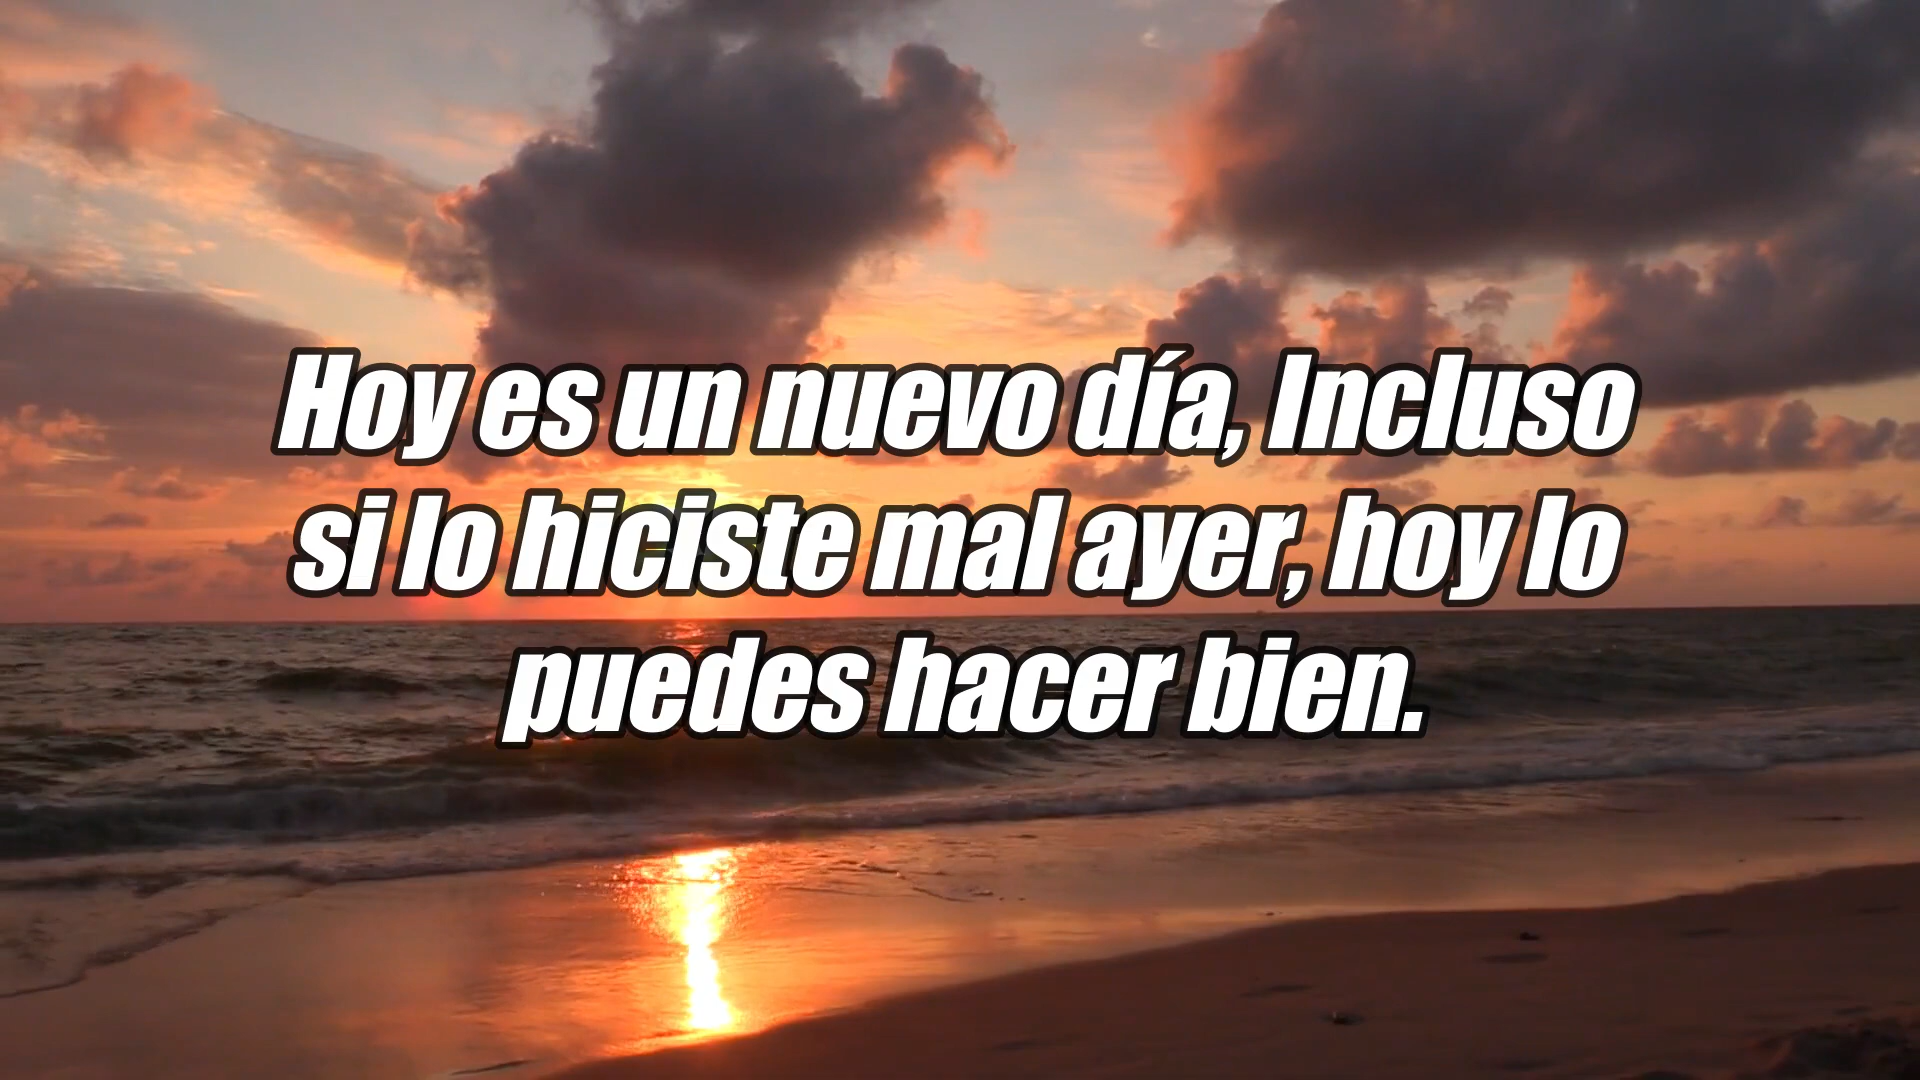 Hoy es un nuevo día, Incluso
si lo hiciste mal ayer, hoy lo
puedes hacer bien.